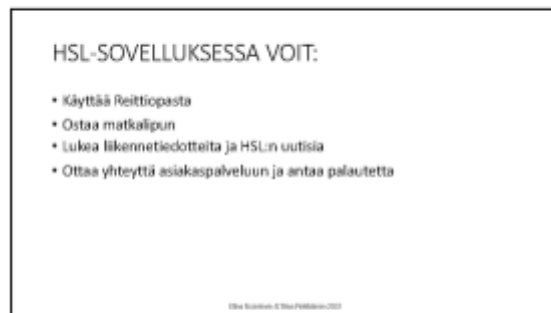 HSL-SOVELLUKSESSA VOIT:
• Käyttää Reittiopasta
• Ostaa matkalipun
• Lukea liikennetiedotteita ja HSL:n uutisia
• Ottaa yhteyttä asiakaspalveluun ja antaa palautetta